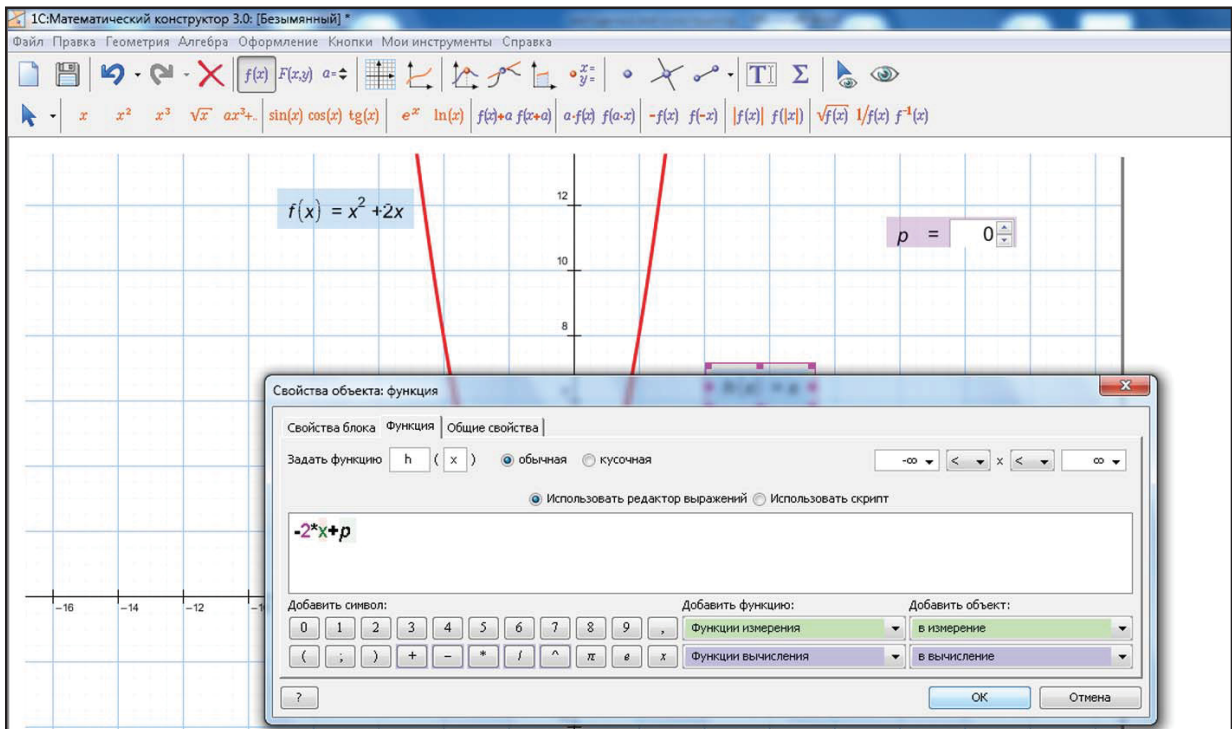 1С:Математический конструктор 3.0: [Безымянный] *
Файл Правка Геометрия Алгебра Оформление Кнопки Мои инструменты Справка
f(x) F(x,y) a= x= y= T Σ
x x² x³ √x ax³+.. sin(x) cos(x) tg(x) eˣ ln(x) f(x)+a f(x+a) a·f(x) f(a·x) -f(x) f(-x) |f(x)| f(|x|) √f(x) 1/f(x) f⁻¹(x)
f(x) = x² +2x
12
p = 0
10
8
Свойства объекта: функция
Свойства блока Функция Общие свойства
Задать функцию h ( x ) обычная кусочная -∞ < x < ∞
Использовать редактор выражений Использовать скрипт
-2*x+p
-16 -14 -12
Добавить символ: Добавить функцию: Добавить объект:
0 1 2 3 4 5 6 7 8 9 , Функции измерения в измерение
( ; ) + - * / ^ π e x Функции вычисления в вычисление
? ОК Отмена